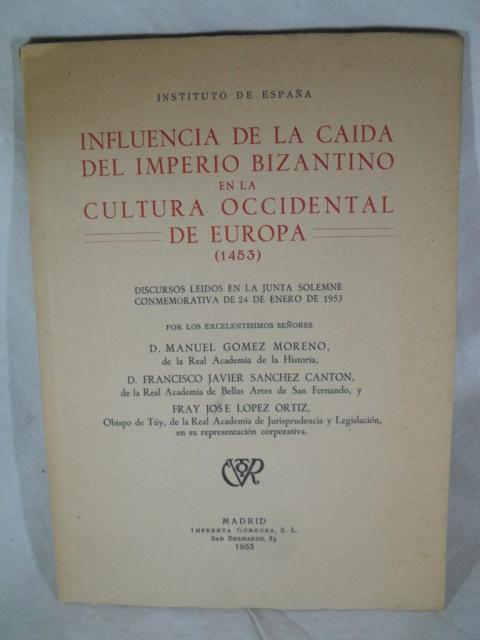 INSTITUTO DE ESPAÑA
INFLUENCIA DE LA CAIDA
DEL IMPERIO BIZANTINO
EN LA
CULTURA OCCIDENTAL
DE EUROPA
(1453)
DISCURSOS LEIDOS EN LA JUNTA SOLEMNE
CONMEMORATIVA DE 24 DE ENERO DE 1953
POR LOS EXCELENTISIMOS SEÑORES
D. MANUEL GOMEZ MORENO,
de la Real Academia de la Historia,
D. FRANCISCO JAVIER SANCHEZ CANTON,
de la Real Academia de Bellas Artes de San Fernando, y
FRAY JOSE LOPEZ ORTIZ,
Obispo de Túy, de la Real Academia de Jurisprudencia y Legislación,
en su representación corporativa.
MADRID
IMPRENTA GÓNGORA, S. L.
SAN BERNARDO, 85
1953